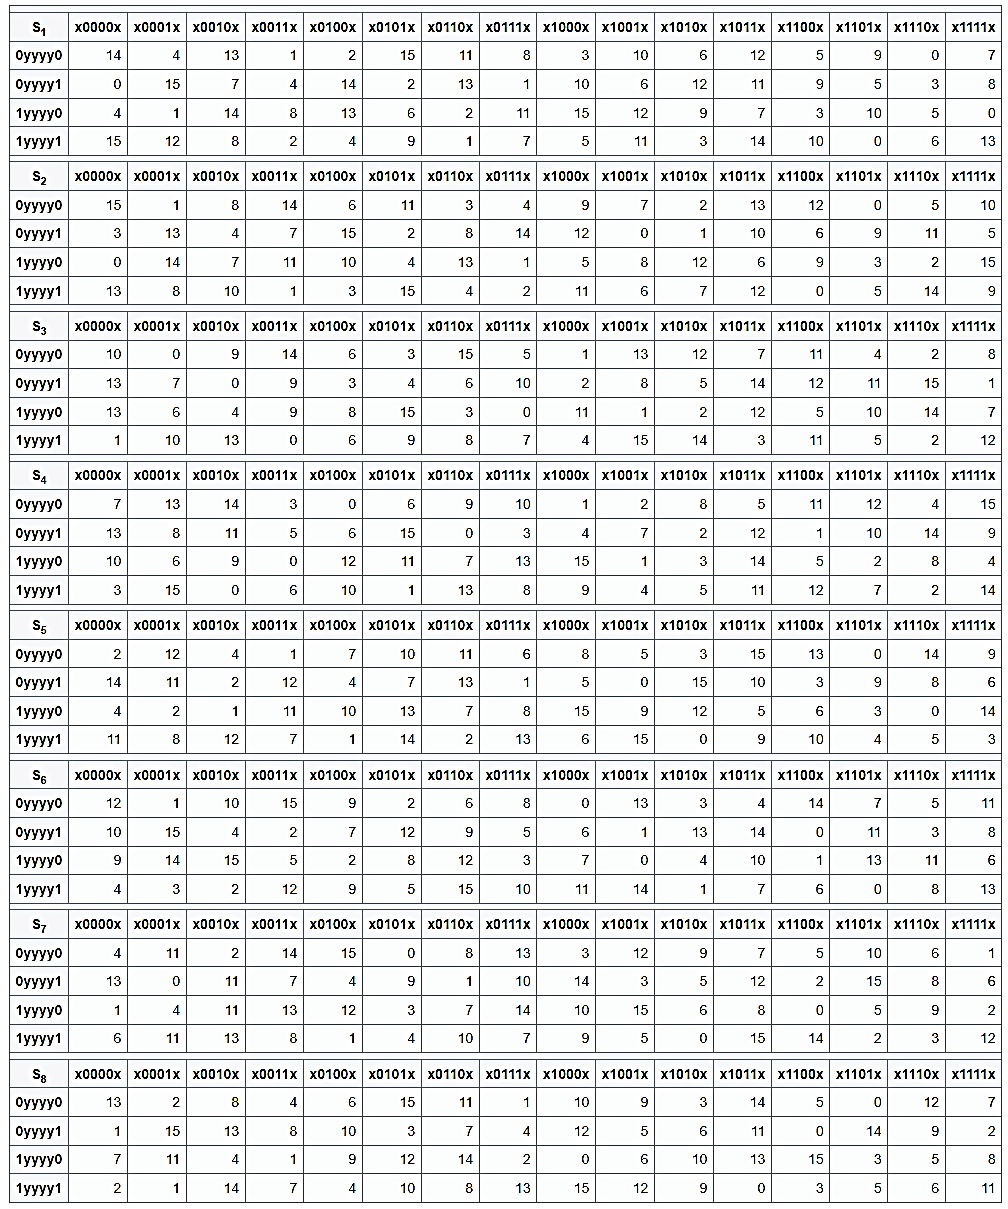 S₁ x0000x x0001x x0010x x0011x x0100x x0101x x0110x x0111x x1000x x1001x x1010x x1011x x1100x x1101x x1110x x1111x
0yyyy0 14 4 13 1 2 15 11 8 3 10 6 12 5 9 0 7
0yyyy1 0 15 7 4 14 2 13 1 10 6 12 11 9 5 3 8
1yyyy0 4 1 14 8 13 6 2 11 15 12 9 7 3 10 5 0
1yyyy1 15 12 8 2 4 9 1 7 5 11 3 14 10 0 6 13
S₂ x0000x x0001x x0010x x0011x x0100x x0101x x0110x x0111x x1000x x1001x x1010x x1011x x1100x x1101x x1110x x1111x
0yyyy0 15 1 8 14 6 11 3 4 9 7 2 13 12 0 5 10
0yyyy1 3 13 4 7 15 2 8 14 12 0 1 10 6 9 11 5
1yyyy0 0 14 7 11 10 4 13 1 5 8 12 6 9 3 2 15
1yyyy1 13 8 10 1 3 15 4 2 11 6 7 12 0 5 14 9
S₃ x0000x x0001x x0010x x0011x x0100x x0101x x0110x x0111x x1000x x1001x x1010x x1011x x1100x x1101x x1110x x1111x
0yyyy0 10 0 9 14 6 3 15 5 1 13 12 7 11 4 2 8
0yyyy1 13 7 0 9 3 4 6 10 2 8 5 14 12 11 15 1
1yyyy0 13 6 4 9 8 15 3 0 11 1 2 12 5 10 14 7
1yyyy1 1 10 13 0 6 9 8 7 4 15 14 3 11 5 2 12
S₄ x0000x x0001x x0010x x0011x x0100x x0101x x0110x x0111x x1000x x1001x x1010x x1011x x1100x x1101x x1110x x1111x
0yyyy0 7 13 14 3 0 6 9 10 1 2 8 5 11 12 4 15
0yyyy1 13 8 11 5 6 15 0 3 4 7 2 12 1 10 14 9
1yyyy0 10 6 9 0 12 11 7 13 15 1 3 14 5 2 8 4
1yyyy1 3 15 0 6 10 1 13 8 9 4 5 11 12 7 2 14
S₅ x0000x x0001x x0010x x0011x x0100x x0101x x0110x x0111x x1000x x1001x x1010x x1011x x1100x x1101x x1110x x1111x
0yyyy0 2 12 4 1 7 10 11 6 8 5 3 15 13 0 14 9
0yyyy1 14 11 2 12 4 7 13 1 5 0 15 10 3 9 8 6
1yyyy0 4 2 1 11 10 13 7 8 15 9 12 5 6 3 0 14
1yyyy1 11 8 12 7 1 14 2 13 6 15 0 9 10 4 5 3
S₆ x0000x x0001x x0010x x0011x x0100x x0101x x0110x x0111x x1000x x1001x x1010x x1011x x1100x x1101x x1110x x1111x
0yyyy0 12 1 10 15 9 2 6 8 0 13 3 4 14 7 5 11
0yyyy1 10 15 4 2 7 12 9 5 6 1 13 14 0 11 3 8
1yyyy0 9 14 15 5 2 8 12 3 7 0 4 10 1 13 11 6
1yyyy1 4 3 2 12 9 5 15 10 11 14 1 7 6 0 8 13
S₇ x0000x x0001x x0010x x0011x x0100x x0101x x0110x x0111x x1000x x1001x x1010x x1011x x1100x x1101x x1110x x1111x
0yyyy0 4 11 2 14 15 0 8 13 3 12 9 7 5 10 6 1
0yyyy1 13 0 11 7 4 9 1 10 14 3 5 12 2 15 8 6
1yyyy0 1 4 11 13 12 3 7 14 10 15 6 8 0 5 9 2
1yyyy1 6 11 13 8 1 4 10 7 9 5 0 15 14 2 3 12
S₈ x0000x x0001x x0010x x0011x x0100x x0101x x0110x x0111x x1000x x1001x x1010x x1011x x1100x x1101x x1110x x1111x
0yyyy0 13 2 8 4 6 15 11 1 10 9 3 14 5 0 12 7
0yyyy1 1 15 13 8 10 3 7 4 12 5 6 11 0 14 9 2
1yyyy0 7 11 4 1 9 12 14 2 0 6 10 13 15 3 5 8
1yyyy1 2 1 14 7 4 10 8 13 15 12 9 0 3 5 6 11